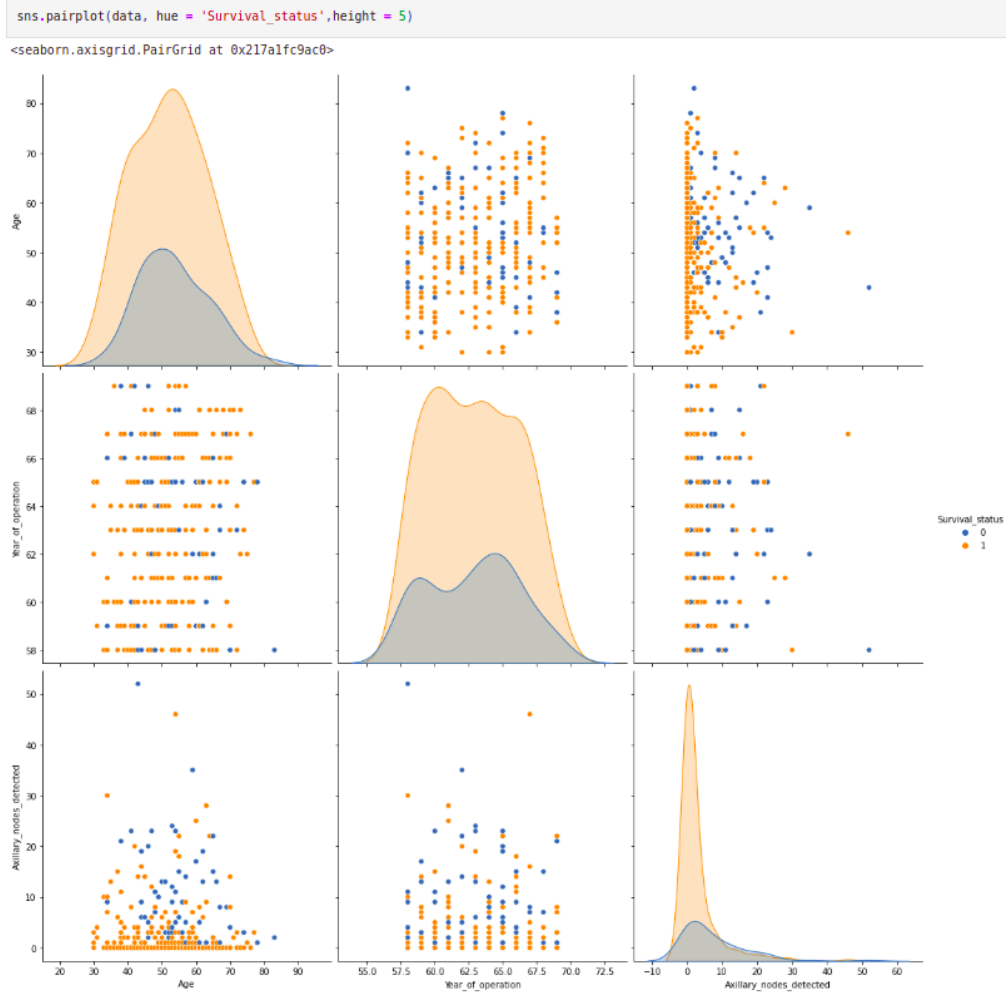 sns.pairplot(data, hue = 'Survival_status',height = 5)
<seaborn.axisgrid.PairGrid at 0x217a1fc9ac0>
80
70
60
50
40
30
Age
68
66
64
62
60
58
Year_of_operation
Survival_status
0
1
50
40
30
20
10
0
Axillary_nodes_detected
20 30 40 50 60 70 80 90
Age
55.0 57.5 60.0 62.5 65.0 67.5 70.0 72.5
Year_of_operation
−10 0 10 20 30 40 50 60
Axillary_nodes_detected